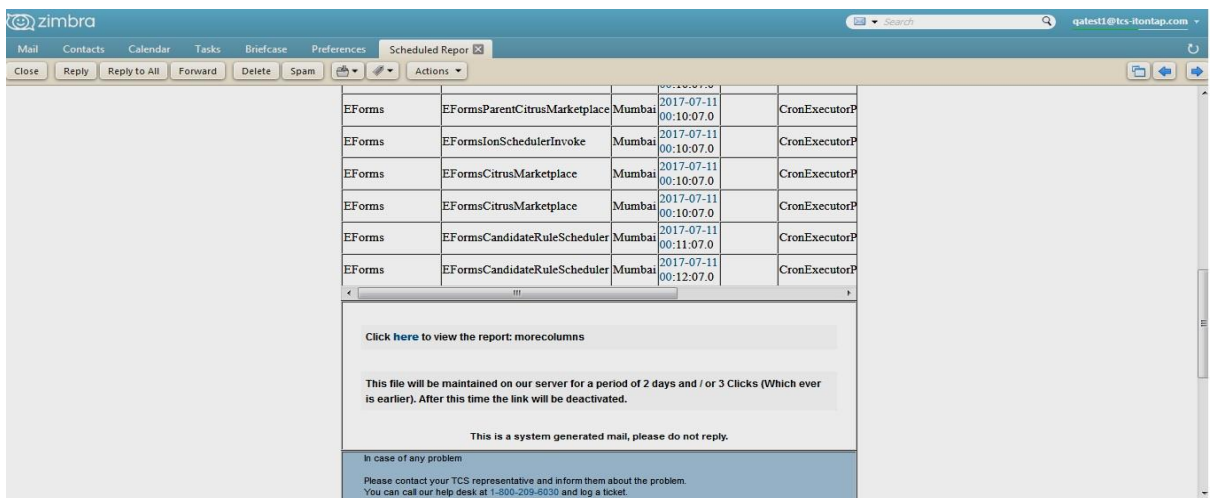 zimbra
Search
qatest1@tcs-itontap.com
Mail Contacts Calendar Tasks Briefcase Preferences Scheduled Repor
Close Reply Reply to All Forward Delete Spam Actions
EForms EFormsParentCitrusMarketplace Mumbai 2017-07-11 CronExecutorP
00:10:07.0
EForms EFormsIonSchedulerInvoke Mumbai 2017-07-11 CronExecutorP
00:10:07.0
EForms EFormsCitrusMarketplace Mumbai 2017-07-11 CronExecutorP
00:10:07.0
EForms EFormsCitrusMarketplace Mumbai 2017-07-11 CronExecutorP
00:10:07.0
EForms EFormsCandidateRuleScheduler Mumbai 2017-07-11 CronExecutorP
00:11:07.0
EForms EFormsCandidateRuleScheduler Mumbai 2017-07-11 CronExecutorP
00:12:07.0
Click here to view the report: morecolumns
This file will be maintained on our server for a period of 2 days and / or 3 Clicks (Which ever
is earlier). After this time the link will be deactivated.
This is a system generated mail, please do not reply.
In case of any problem
Please contact your TCS representative and inform them about the problem.
You can call our help desk at 1-800-209-6030 and log a ticket.